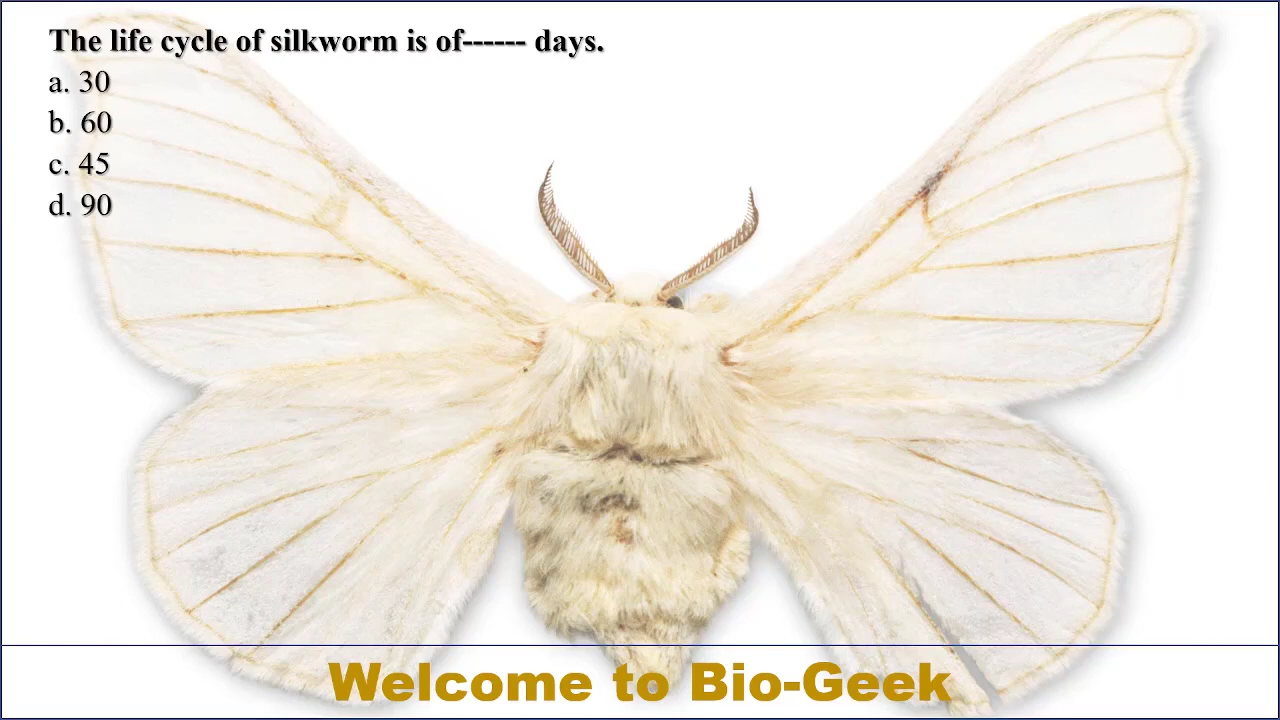 The life cycle of silkworm is of------ days.
a. 30
b. 60
c. 45
d. 90
Welcome to Bio-Geek